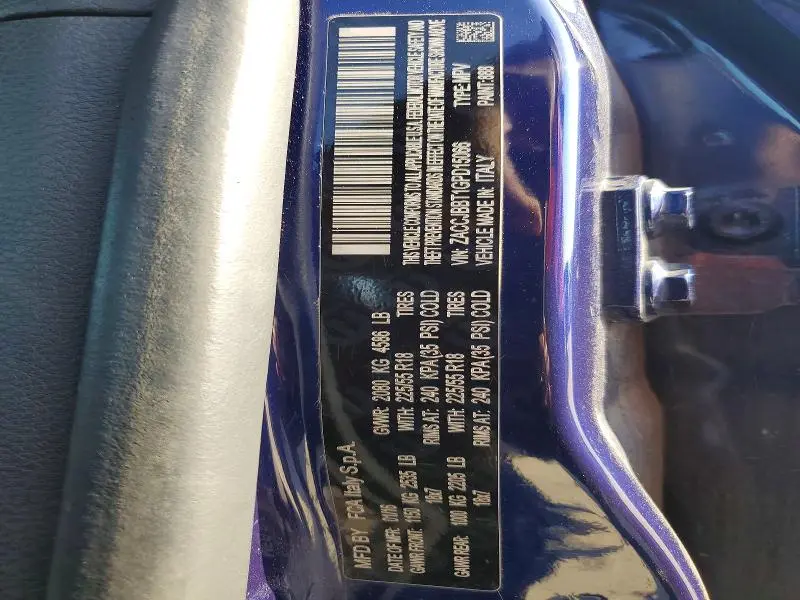 MFD BY FCA Italy S.p.A.
DATE OF MFR: GVWR: 2080 KG 4586 LB
GAWR FRONT: 1150 KG 2535 LB WITH: 225/55 R18 TIRES
18x7 RIMS AT: 240 KPA(35 PSI) COLD
GAWR REAR: 1000 KG 2205 LB WITH: 225/55 R18 TIRES
18x7 RIMS AT: 240 KPA(35 PSI) COLD
THIS VEHICLE CONFORMS TO ALL APPLICABLE U.S.A. FEDERAL MOTOR VEHICLE SAFETY AND
THEFT PREVENTION STANDARDS IN EFFECT ON THE DATE OF MANUFACTURE SHOWN ABOVE
VIN: ZACCJBBT1GPD15066 TYPE: MPV
VEHICLE MADE IN: ITALY PAINT: 388